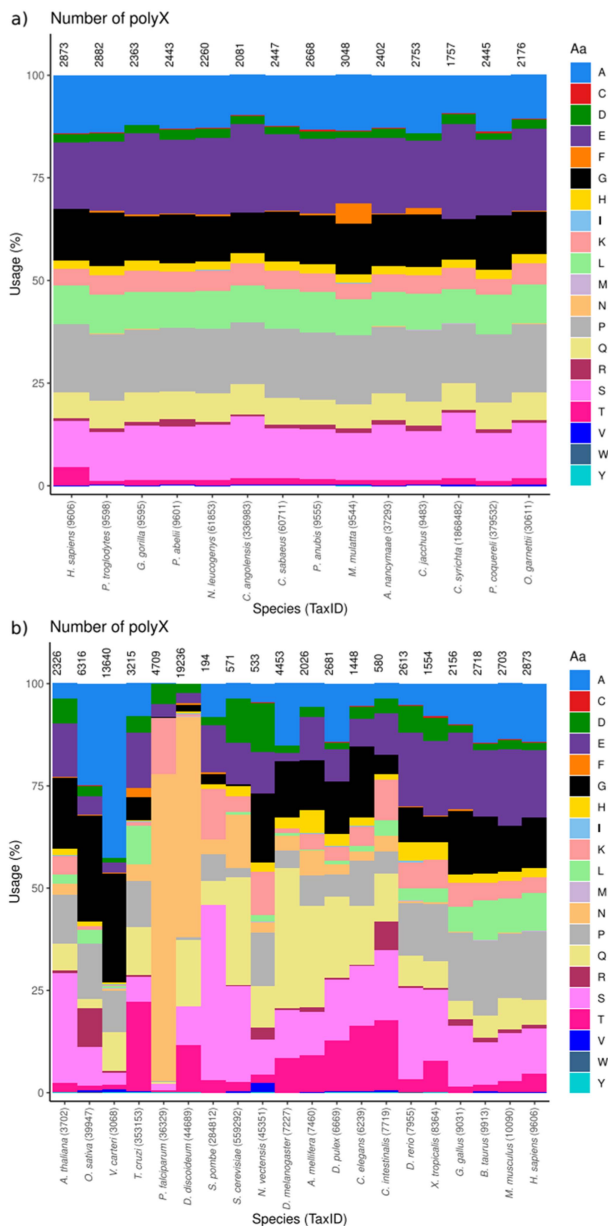 a) Number of polyX
2873 2882 2363 2443 2260 2081 2447 2668 3048 2402 2753 1757 2445 2176
Aa
100
75
50
25
0
Usage (%)
A
C
D
E
F
G
H
I
K
L
M
N
P
Q
R
S
T
V
W
Y
H. sapiens (9606)
P. troglodytes (9598)
G. gorilla (9595)
P. abelii (9601)
N. leucogenys (61853)
C. angolensis (336983)
C. sabaeus (60711)
P. anubis (9555)
M. mulatta (9544)
A. nancymaae (37293)
C. jacchus (9483)
C. syrichta (1868482)
P. coquereli (379532)
O. garnettii (30611)
Species (TaxID)
b) Number of polyX
2326 6316 13640 3215 4709 19236 194 571 533 4453 2026 2681 1448 580 2613 1554 2156 2718 2703 2873
Aa
100
75
50
25
0
Usage (%)
A
C
D
E
F
G
H
I
K
L
M
N
P
Q
R
S
T
V
W
Y
A. thaliana (3702)
O. sativa (39947)
V. carteri (3068)
T. cruzi (353153)
P. falciparum (36329)
D. discoideum (44689)
S. pombe (284812)
S. cerevisiae (559292)
N. vectensis (45351)
D. melanogaster (7227)
A. mellifera (7460)
D. pulex (6669)
C. elegans (6239)
C. intestinalis (7719)
D. rerio (7955)
X. tropicalis (8364)
G. gallus (9031)
B. taurus (9913)
M. musculus (10090)
H. sapiens (9606)
Species (TaxID)